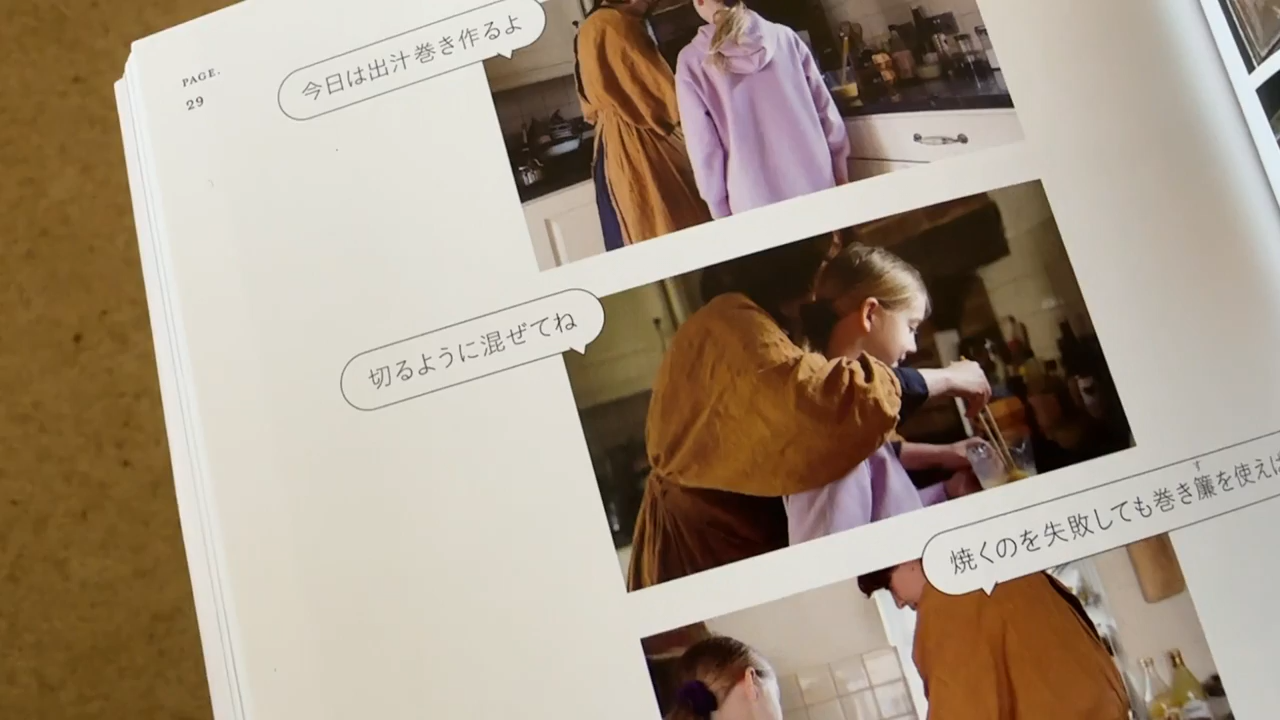 PAGE.
29
今日は出汁巻き作るよ
切るように混ぜてね
す
焼くのを失敗しても巻き簾を使えば